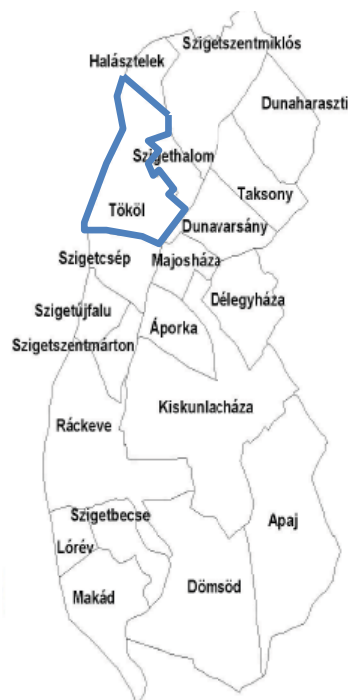 Szigetszentmiklós
Halásztelek
Dunaharaszti
Szigethalom
Taksony
Tököl
Dunavarsány
Szigetcsép
Majosháza
Délegyháza
Szigetújfalu
Áporka
Szigetszentmárton
Kiskunlacháza
Ráckeve
Szigetbecse
Apaj
Lórév
Dömsöd
Makád